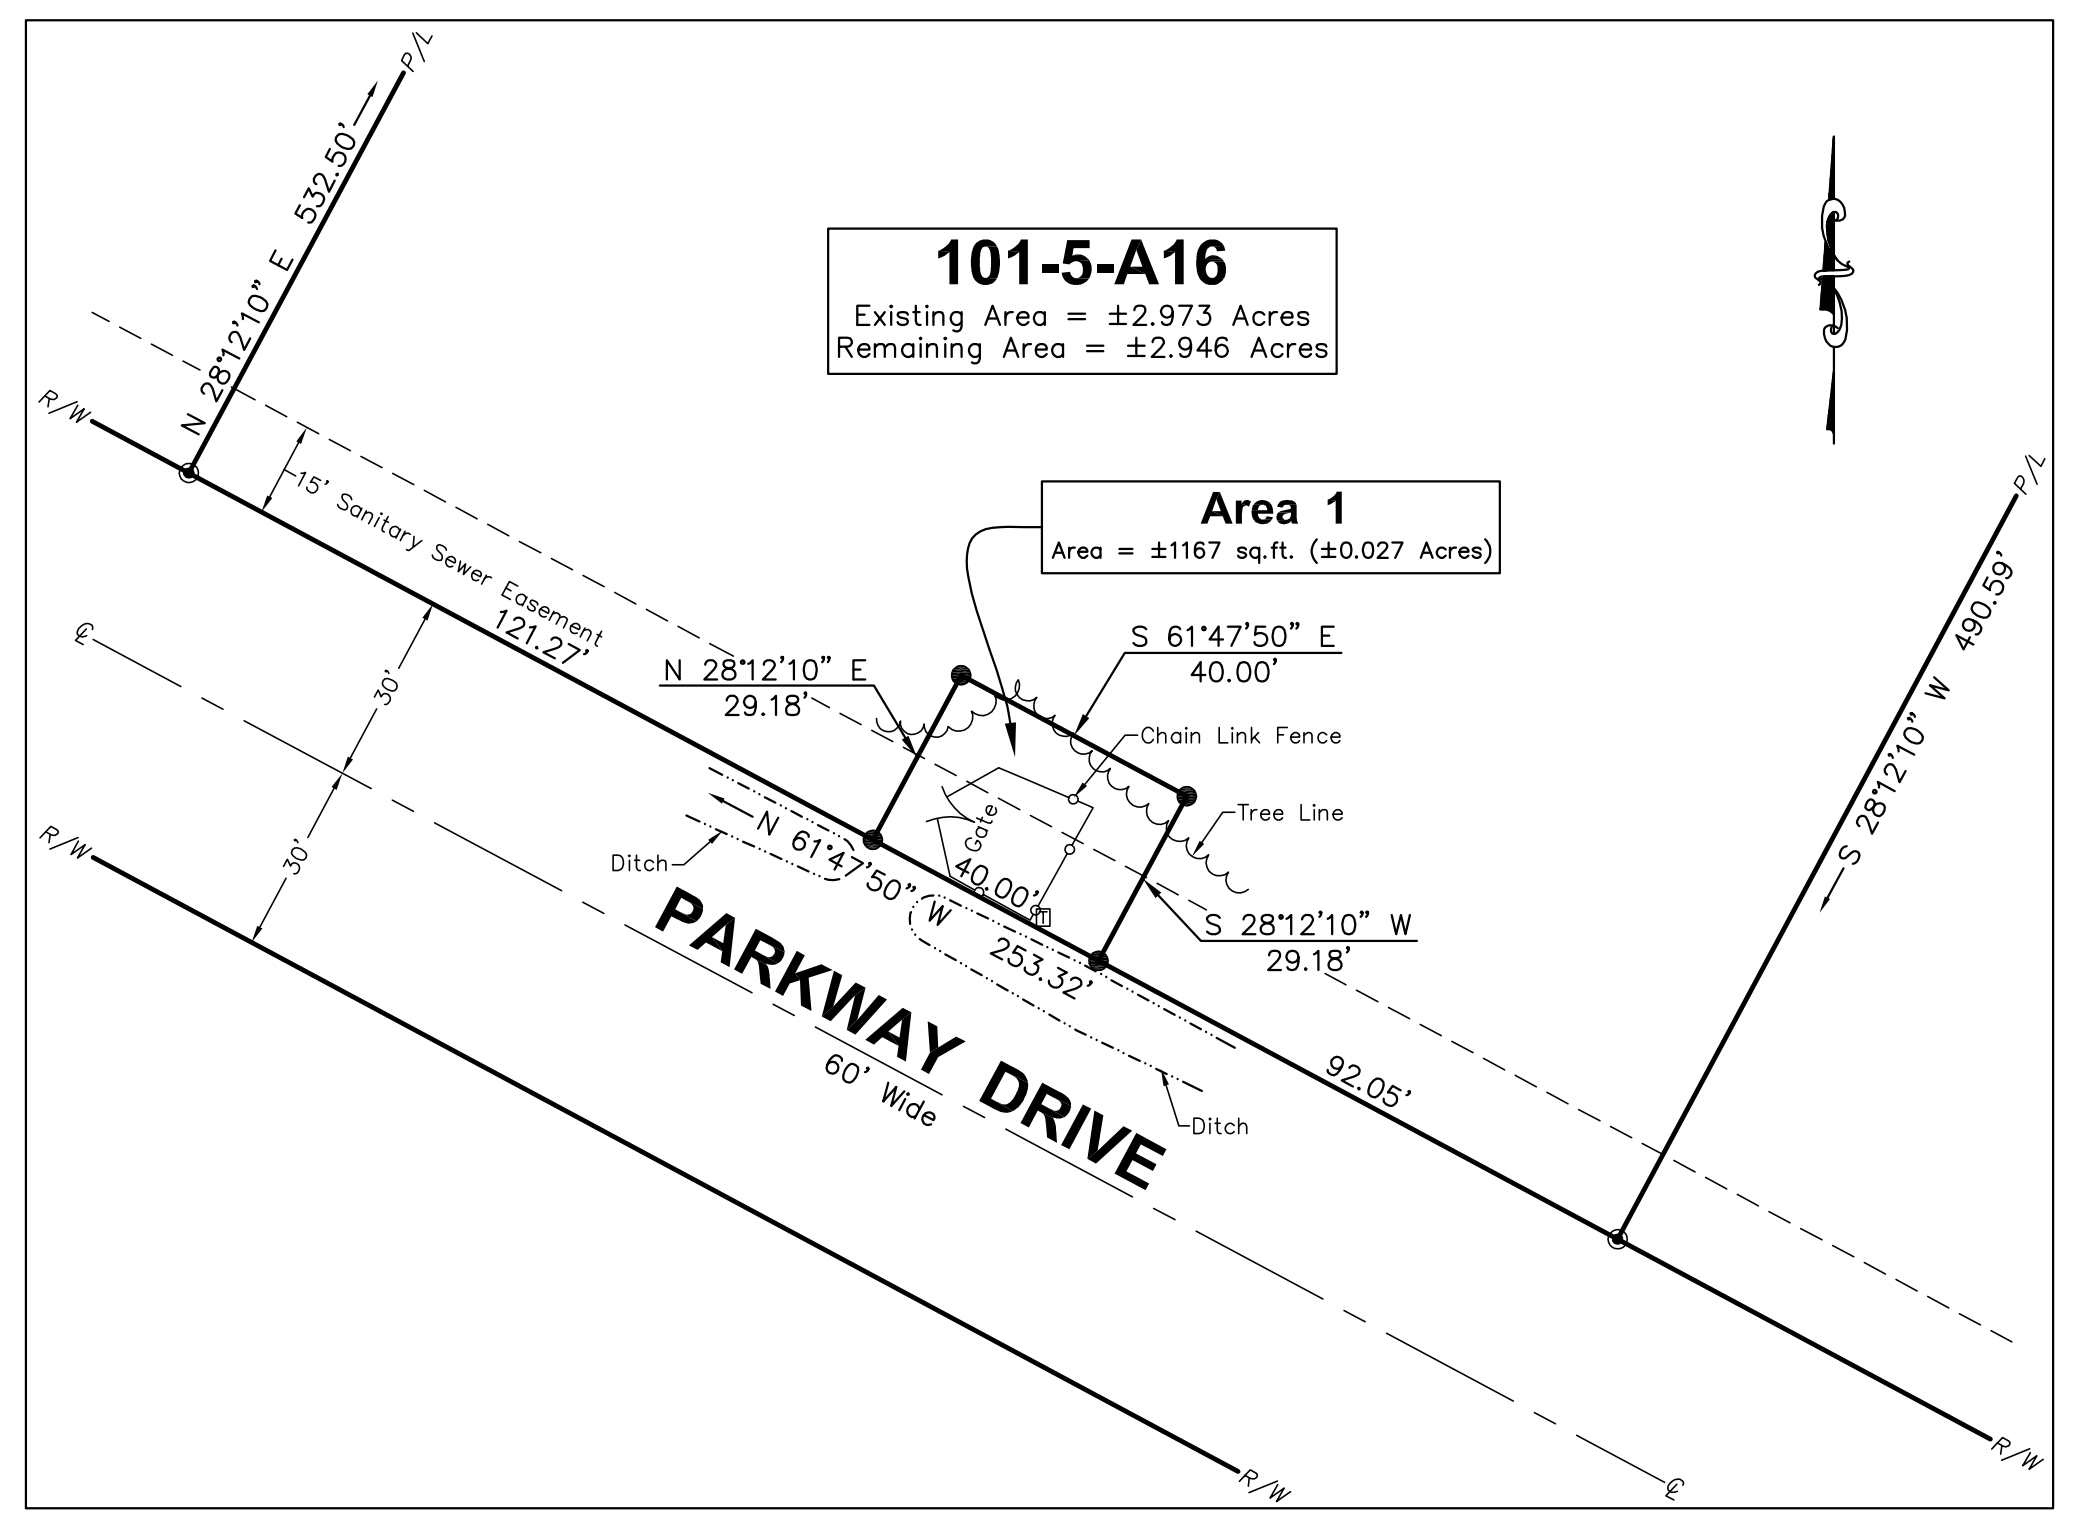 P/L
N 28°12'10" E 532.50'
101-5-A16
Existing Area = ±2.973 Acres
Remaining Area = ±2.946 Acres
R/W
15' Sanitary Sewer Easement
121.27'
Area 1
Area = ±1167 sq.ft. (±0.027 Acres)
P/L
S 28°12'10" W 490.59'
℄
30'
N 28°12'10" E
29.18'
S 61°47'50" E
40.00'
Chain Link Fence
Tree Line
Gate
40.00'
T
R/W
30'
Ditch
N 61°47'50" W 253.32'
S 28°12'10" W
29.18'
PARKWAY DRIVE
60' Wide
92.05'
Ditch
R/W
℄
R/W